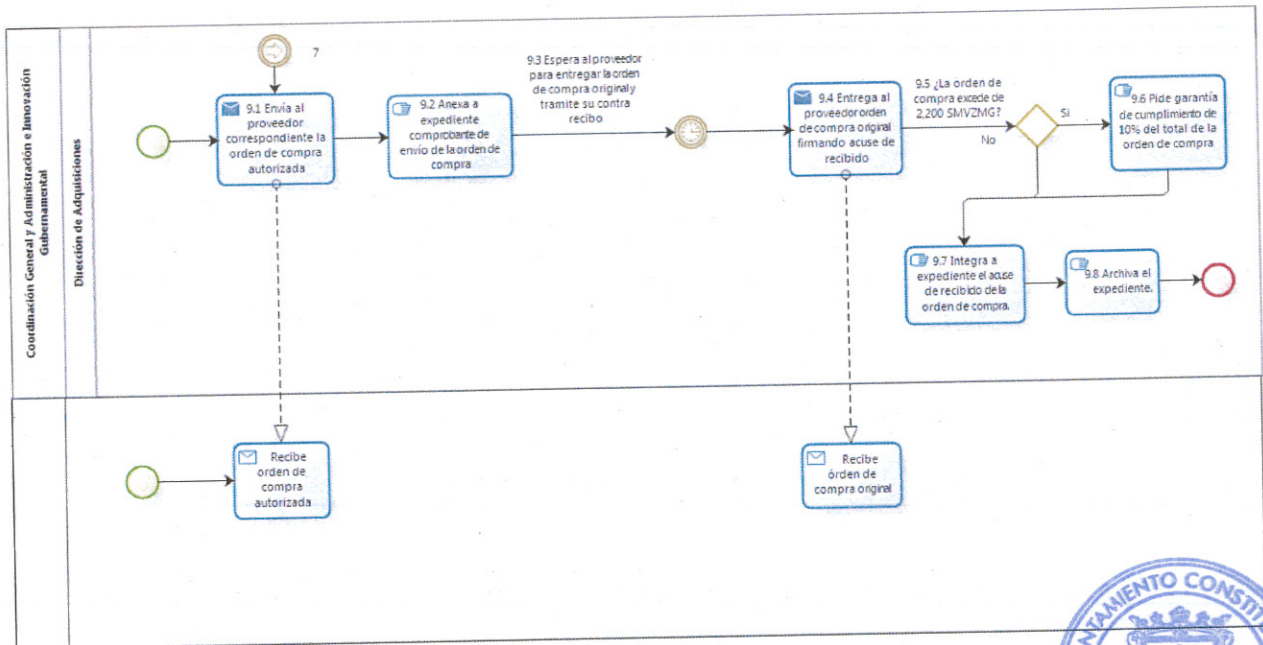 Coordinación General y Administración e Innovación
Gubernamental
Dirección de Adquisiciones
7
9.1 Envía al
proveedor
correspondiente la
orden de compra
autorizada
9.2 Anexa a
expediente
comprobante de
envío de la orden de
compra
9.3 Espera al proveedor
para entregar la orden
de compra original y
tramite su contra
recibo
9.4 Entrega al
proveedor orden
de compra original
firmando acuse de
recibido
9.5 ¿La orden de
compra excede de
2,200 SMVZMG?
Si
No
9.6 Pide garantía
de cumplimiento de
10% del total de la
orden de compra
9.7 Integra a
expediente el acuse
de recibido de la
orden de compra.
9.8 Archiva el
expediente.
Recibe
orden de
compra
autorizada
Recibe
órden de
compra original
NTAMIENTO CONSTIT